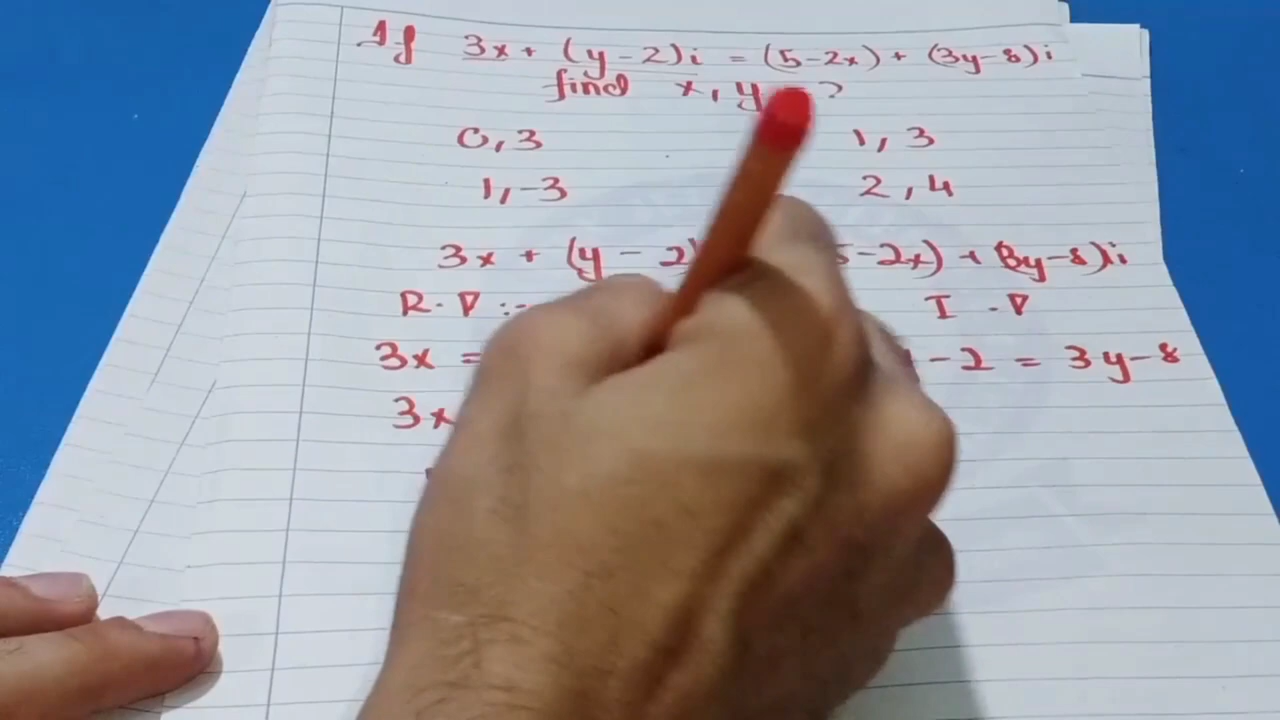 If 3x + (y - 2)i = (5 - 2x) + (3y - 8)i
find x, y = ?
0, 3 1, 3
1, -3 2, 4
3x + (y - 2) 5 - 2x) + (3y - 8)i
R.P :- I.P
3x = - 2 = 3y - 8
3x